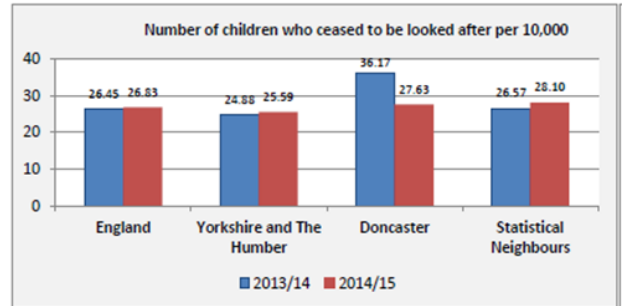 Number of children who ceased to be looked after per 10,000
40
30
20
10
0
26.45 26.83
24.88 25.59
36.17
27.63
26.57 28.10
England
Yorkshire and The
Humber
Doncaster
Statistical
Neighbours
2013/14 2014/15